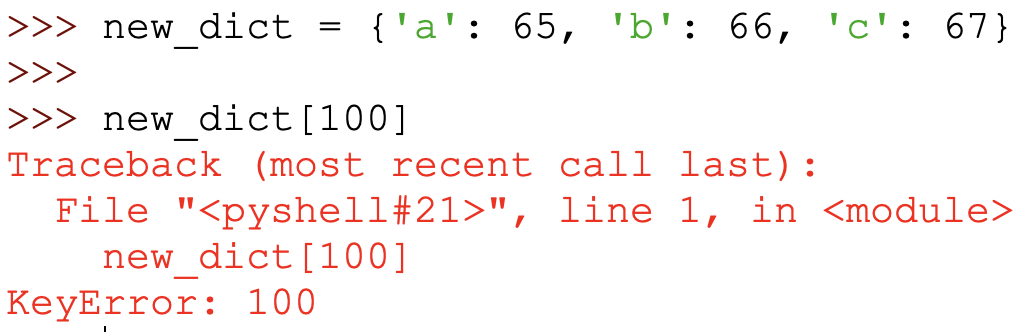 >>> new_dict = {'a': 65, 'b': 66, 'c': 67}
>>>
>>> new_dict[100]
Traceback (most recent call last):
  File "<pyshell#21>", line 1, in <module>
    new_dict[100]
KeyError: 100